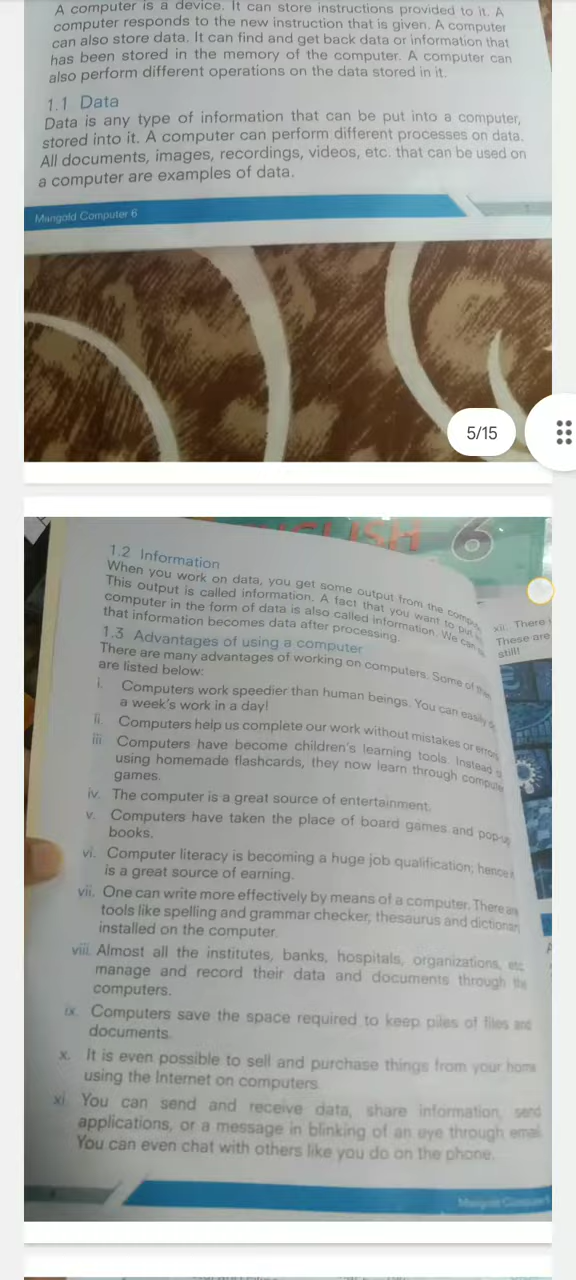 A computer is a device. It can store instructions provided to it. A
computer responds to the new instruction that is given. A computer
can also store data. It can find and get back data or information that
has been stored in the memory of the computer. A computer can
also perform different operations on the data stored in it.
1.1 Data
Data is any type of information that can be put into a computer,
stored into it. A computer can perform different processes on data.
All documents, images, recordings, videos, etc. that can be used on
a computer are examples of data.
Marigold Computer 6
1
5/15
ENGLISH 6
1.2 Information
When you work on data, you get some output from the
This output is called information. A fact that you want to put
computer in the form of data is also called information. We can
that information becomes data after processing.
1.3 Advantages of using a computer
There are many advantages of working on computers. Some of
are listed below:
i. Computers work speedier than human beings. You can easily
a week's work in a day!
ii. Computers help us complete our work without mistakes or errors
iii Computers have become children's learning tools. Instead
using homemade flashcards, they now learn through computer
games.
iv. The computer is a great source of entertainment.
v. Computers have taken the place of board games and pop-up
books.
vi. Computer literacy is becoming a huge job qualification; hence
is a great source of earning.
vii. One can write more effectively by means of a computer. There are
tools like spelling and grammar checker, thesaurus and dictionary
installed on the computer.
viii. Almost all the institutes, banks, hospitals, organizations, etc
manage and record their data and documents through the
computers.
ix. Computers save the space required to keep piles of files and
documents.
x. It is even possible to sell and purchase things from your home
using the Internet on computers.
xi You can send and receive data, share information, send
applications, or a message in blinking of an eye through email.
You can even chat with others like you do on the phone.
Marigold Computer
xii. There
These are
still!